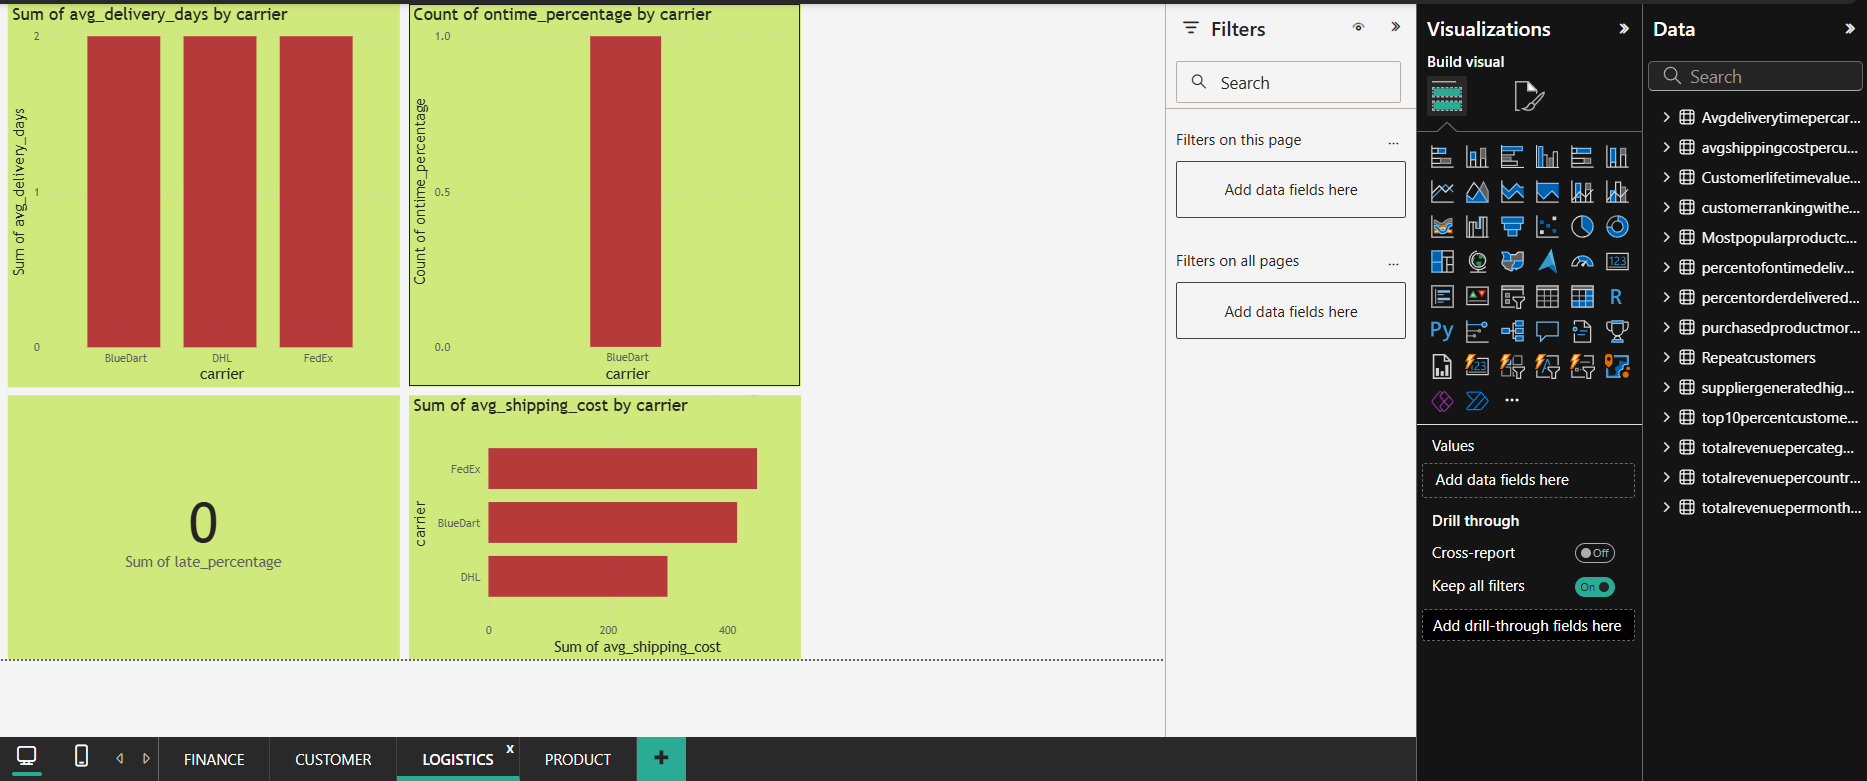 Sum of avg_delivery_days by carrier
2
1
0
Sum of avg_delivery_days
BlueDart
DHL
FedEx
carrier
Count of ontime_percentage by carrier
1.0
0.5
0.0
Count of ontime_percentage
BlueDart
carrier
0
Sum of late_percentage
Sum of avg_shipping_cost by carrier
FedEx
BlueDart
DHL
carrier
0
200
400
Sum of avg_shipping_cost
Filters
Search
Filters on this page
...
Add data fields here
Filters on all pages
...
Add data fields here
Visualizations
Build visual
123
R
Py
123
...
Values
Add data fields here
Drill through
Cross-report
Off
Keep all filters
On
Add drill-through fields here
Data
Search
Avgdeliverytimepercar...
avgshippingcostpercu...
Customerlifetimevalue...
customerrankingwithe...
Mostpopularproductc...
percentofontimedeliv...
percentorderdelivered...
purchasedproductmor...
Repeatcustomers
suppliergeneratedhig...
top10percentcustome...
totalrevenuepercateg...
totalrevenuepercountr...
totalrevenuepermonth...
FINANCE
CUSTOMER
LOGISTICS
x
PRODUCT
+